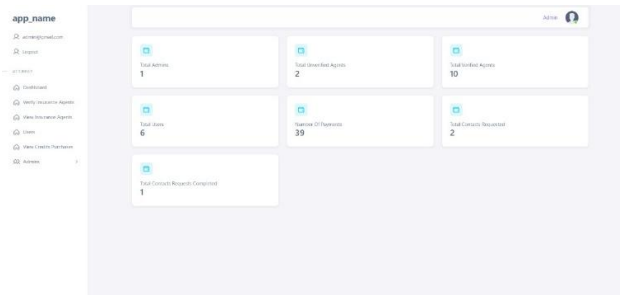 app_name
Admin
admin@gmail.com
Logout
Dashboard
Verify Insurance Agents
View Insurance Agents
Users
View Credits Purchases
Admins
Total Admins
1
Total Unverified Agents
2
Total Verified Agents
10
Total Users
6
Number Of Payments
39
Total Contacts Requested
2
Total Contacts Requests Completed
1